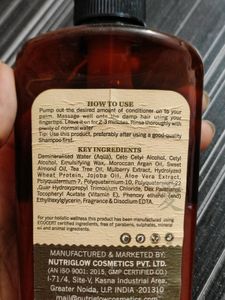 HOW TO USE
Pump out the desired amount of conditioner on to your
palm. Massage well onto the damp hair using your
fingertips. Leave it on for 2-3 minutes. Rinse thoroughly with
plenty of normal water
Tip: Use this product, preferably after using a good quality
Shampoo first.
KEY INGREDIENTS
Demineralised Water (Aqua), Ceto Cetyl Alcohol, Cetyl
Alcohol, Emulsifying Wax, Moroccan Argan Oil, Sweet
Almond Oil, Tea Tree Oil, Mulberry Extract, Hydrolysed
Wheat Protein, Jojoba Oil, Aloe Vera Extract,
Polyquaternium 7, Polyquaternium 10, Polyquaternium-22
,Guar Hydroxypropyl Trimonium Chloride, Dex Panthenol,
Tocopheryl Acetate (Vitamin E), Phenoxy ethanol (and)
Ethylhexylglycerin, Fragrance & Disodium EDTA.
For your holistic wellness this product has been manufactured using
ECOCERT certified ingredients, free of parabens, sulphate, mineral
oil and animal ingredients.
MANUFACTURED & MARKETED BY:
NUTRIGLOW COSMETICS PVT. LTD.
(AN ISO 9001: 2015, GMP CERTIFIED CO.)
I-71/4, Site-V, Kasna Industrial Area,
Greater Noida, U.P. INDIA -201310